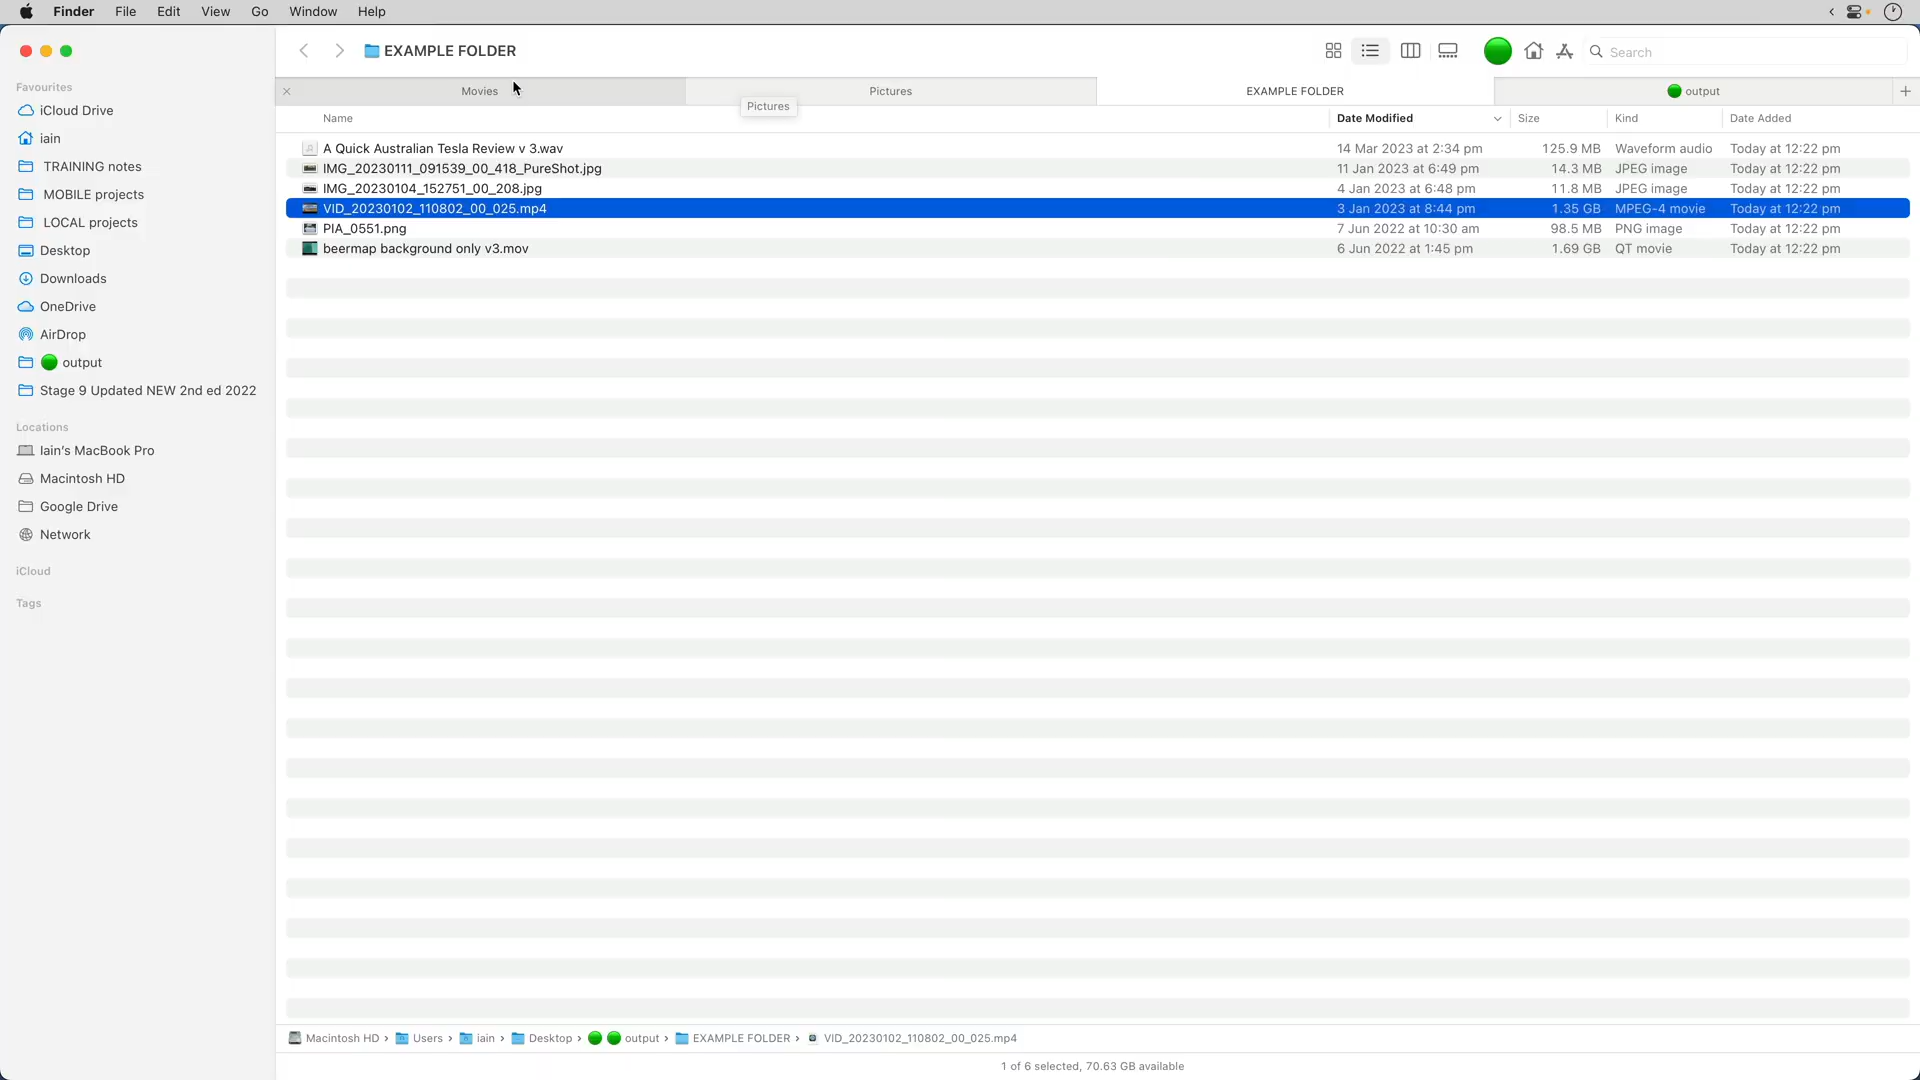 Finder File Edit View Go Window Help
EXAMPLE FOLDER
Search
Movies Pictures EXAMPLE FOLDER output
Pictures
Favourites
iCloud Drive
iain
TRAINING notes
MOBILE projects
LOCAL projects
Desktop
Downloads
OneDrive
AirDrop
output
Stage 9 Updated NEW 2nd ed 2022
Locations
Iain's MacBook Pro
Macintosh HD
Google Drive
Network
iCloud
Tags
Name Date Modified Size Kind Date Added
A Quick Australian Tesla Review v 3.wav 14 Mar 2023 at 2:34 pm 125.9 MB Waveform audio Today at 12:22 pm
IMG_20230111_091539_00_418_PureShot.jpg 11 Jan 2023 at 6:49 pm 14.3 MB JPEG image Today at 12:22 pm
IMG_20230104_152751_00_208.jpg 4 Jan 2023 at 6:48 pm 11.8 MB JPEG image Today at 12:22 pm
VID_20230102_110802_00_025.mp4 3 Jan 2023 at 8:44 pm 1.35 GB MPEG-4 movie Today at 12:22 pm
PIA_0551.png 7 Jun 2022 at 10:30 am 98.5 MB PNG image Today at 12:22 pm
beermap background only v3.mov 6 Jun 2022 at 1:45 pm 1.69 GB QT movie Today at 12:22 pm
Macintosh HD › Users › iain › Desktop › output › EXAMPLE FOLDER › VID_20230102_110802_00_025.mp4
1 of 6 selected, 70.63 GB available